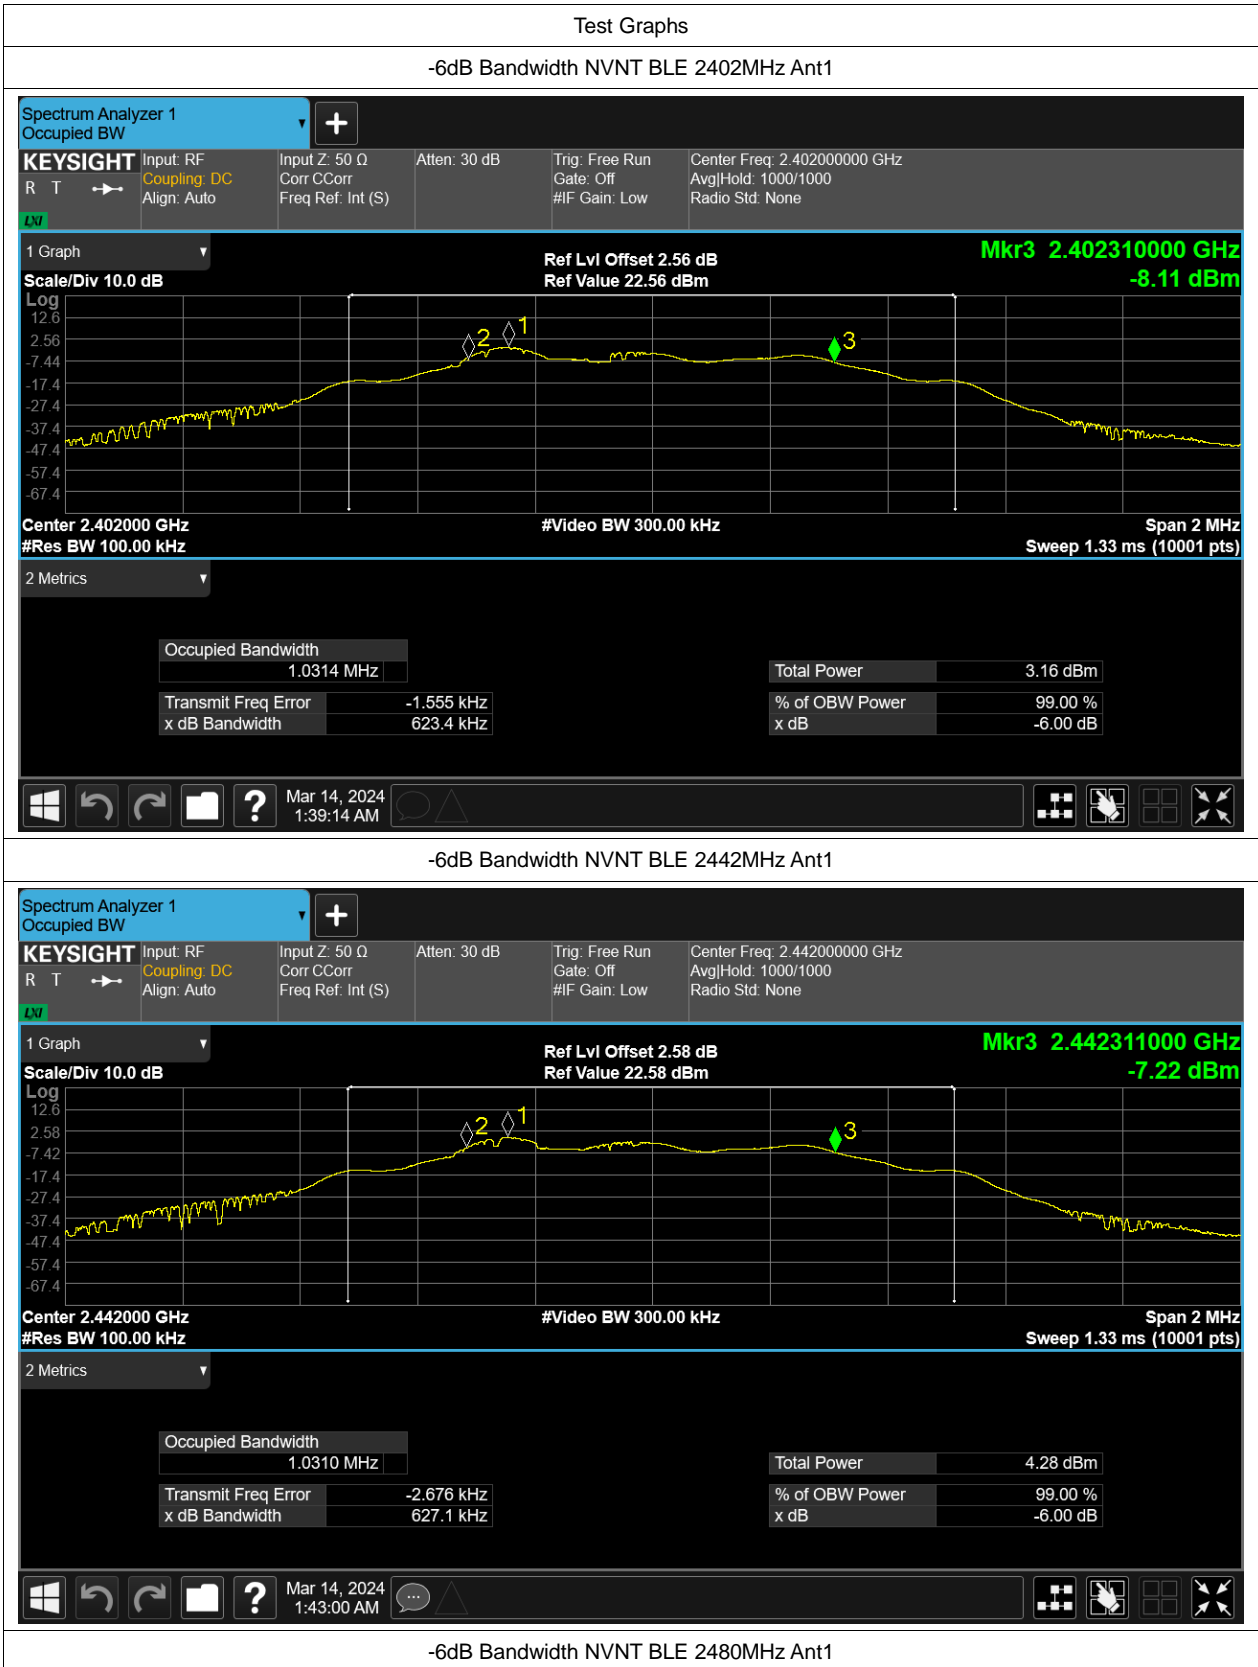 Test Graphs
-6dB Bandwidth NVNT BLE 2402MHz Ant1
Spectrum Analyzer 1
Occupied BW
KEYSIGHT Input: RF Input Z: 50 Ω Atten: 30 dB Trig: Free Run Center Freq: 2.402000000 GHz
R T Coupling: DC Corr CCorr Gate: Off Avg|Hold: 1000/1000
Align: Auto Freq Ref: Int (S) #IF Gain: Low Radio Std: None
LXI
1 Graph
Ref Lvl Offset 2.56 dB
Mkr3 2.402310000 GHz
Scale/Div 10.0 dB
Ref Value 22.56 dBm
-8.11 dBm
Log
12.6
2.56
-7.44
-17.4
-27.4
-37.4
-47.4
-57.4
-67.4
2
1
3
Center 2.402000 GHz #Video BW 300.00 kHz Span 2 MHz
#Res BW 100.00 kHz Sweep 1.33 ms (10001 pts)
2 Metrics
Occupied Bandwidth
1.0314 MHz Total Power 3.16 dBm
Transmit Freq Error -1.555 kHz % of OBW Power 99.00 %
x dB Bandwidth 623.4 kHz x dB -6.00 dB
?
Mar 14, 2024
1:39:14 AM
-6dB Bandwidth NVNT BLE 2442MHz Ant1
Spectrum Analyzer 1
Occupied BW
KEYSIGHT Input: RF Input Z: 50 Ω Atten: 30 dB Trig: Free Run Center Freq: 2.442000000 GHz
R T Coupling: DC Corr CCorr Gate: Off Avg|Hold: 1000/1000
Align: Auto Freq Ref: Int (S) #IF Gain: Low Radio Std: None
LXI
1 Graph
Ref Lvl Offset 2.58 dB
Mkr3 2.442311000 GHz
Scale/Div 10.0 dB
Ref Value 22.58 dBm
-7.22 dBm
Log
12.6
2.58
-7.42
-17.4
-27.4
-37.4
-47.4
-57.4
-67.4
2
1
3
Center 2.442000 GHz #Video BW 300.00 kHz Span 2 MHz
#Res BW 100.00 kHz Sweep 1.33 ms (10001 pts)
2 Metrics
Occupied Bandwidth
1.0310 MHz Total Power 4.28 dBm
Transmit Freq Error -2.676 kHz % of OBW Power 99.00 %
x dB Bandwidth 627.1 kHz x dB -6.00 dB
?
Mar 14, 2024
1:43:00 AM
-6dB Bandwidth NVNT BLE 2480MHz Ant1